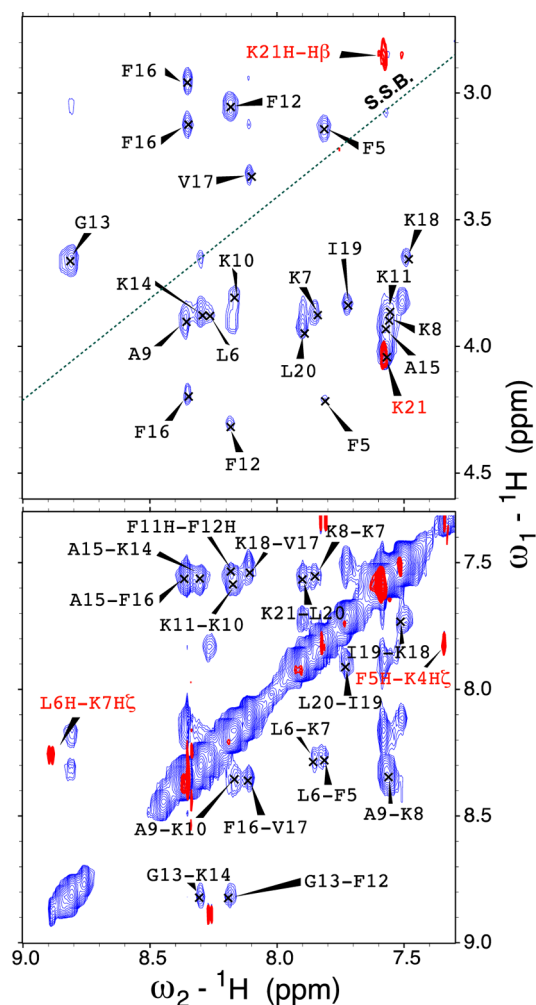 K21H-Hβ
F16
F12
S.S.B.
3.0
F16
F5
V17
G13
K18
3.5
K10
I19
K11
K14
K7
K8
A9
L6
L20
A15
4.0
K21
F16
F12
F5
4.5
ω₁ - ¹H (ppm)
F11H-F12H
A15-K14
K18-V17
K8-K7
7.5
A15-F16
K11-K10
K21-L20
I19-K18
F5H-K4Hζ
L6H-K7Hζ
L20-I19
8.0
L6-K7
L6-F5
A9-K10
F16-V17
A9-K8
8.5
G13-K14
G13-F12
9.0
9.0
8.5
8.0
7.5
ω₂ - ¹H (ppm)
ω₁ - ¹H (ppm)